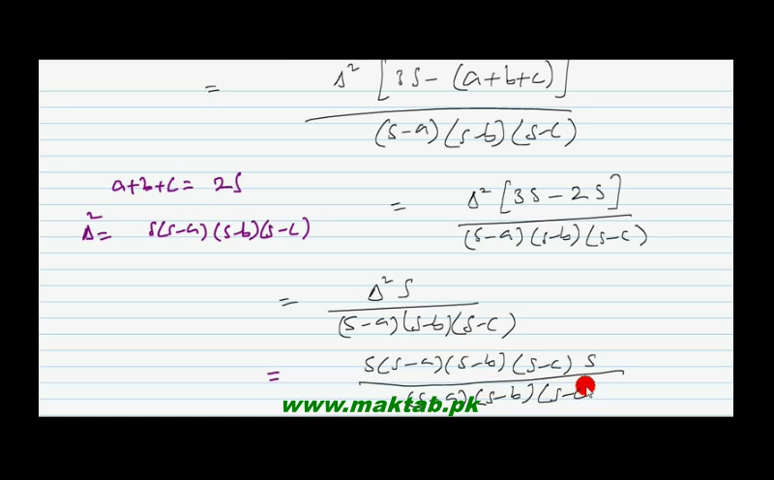 = Δ² [3s - (a+b+c)] / (s-a)(s-b)(s-c)
a+b+c = 2s
= Δ² [3s - 2s] / (s-a)(s-b)(s-c)
Δ² = s(s-a)(s-b)(s-c)
= Δ² s / (s-a)(s-b)(s-c)
= s(s-a)(s-b)(s-c) s / (s-a)(s-b)(s-c
www.maktab.pk